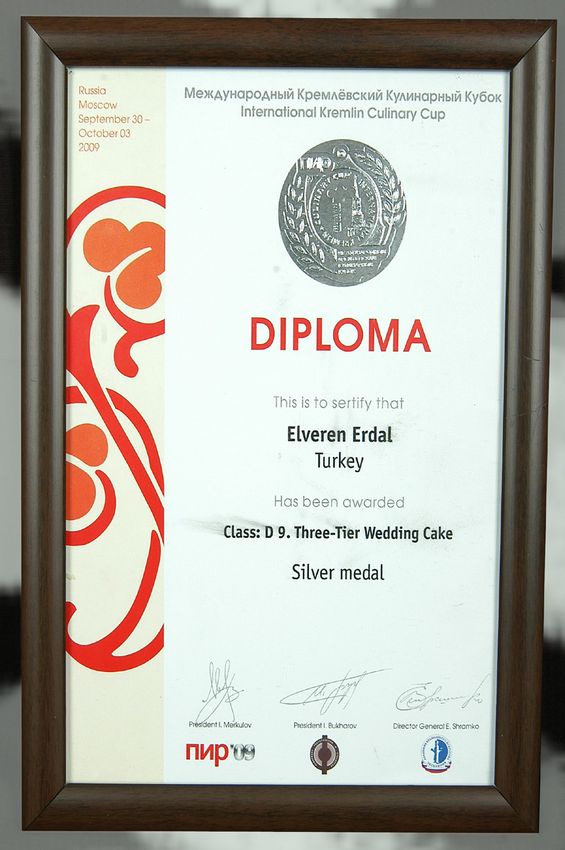 Russia
Moscow
September 30 –
October 03
2009
Международный Кремлёвский Кулинарный Кубок
International Kremlin Culinary Cup
пир
DIPLOMA
This is to sertify that
Elveren Erdal
Turkey
Has been awarded
Class: D 9. Three-Tier Wedding Cake
Silver medal
President I. Merkulov
President I. Bukharov
Director General E. Shramko
пир'09